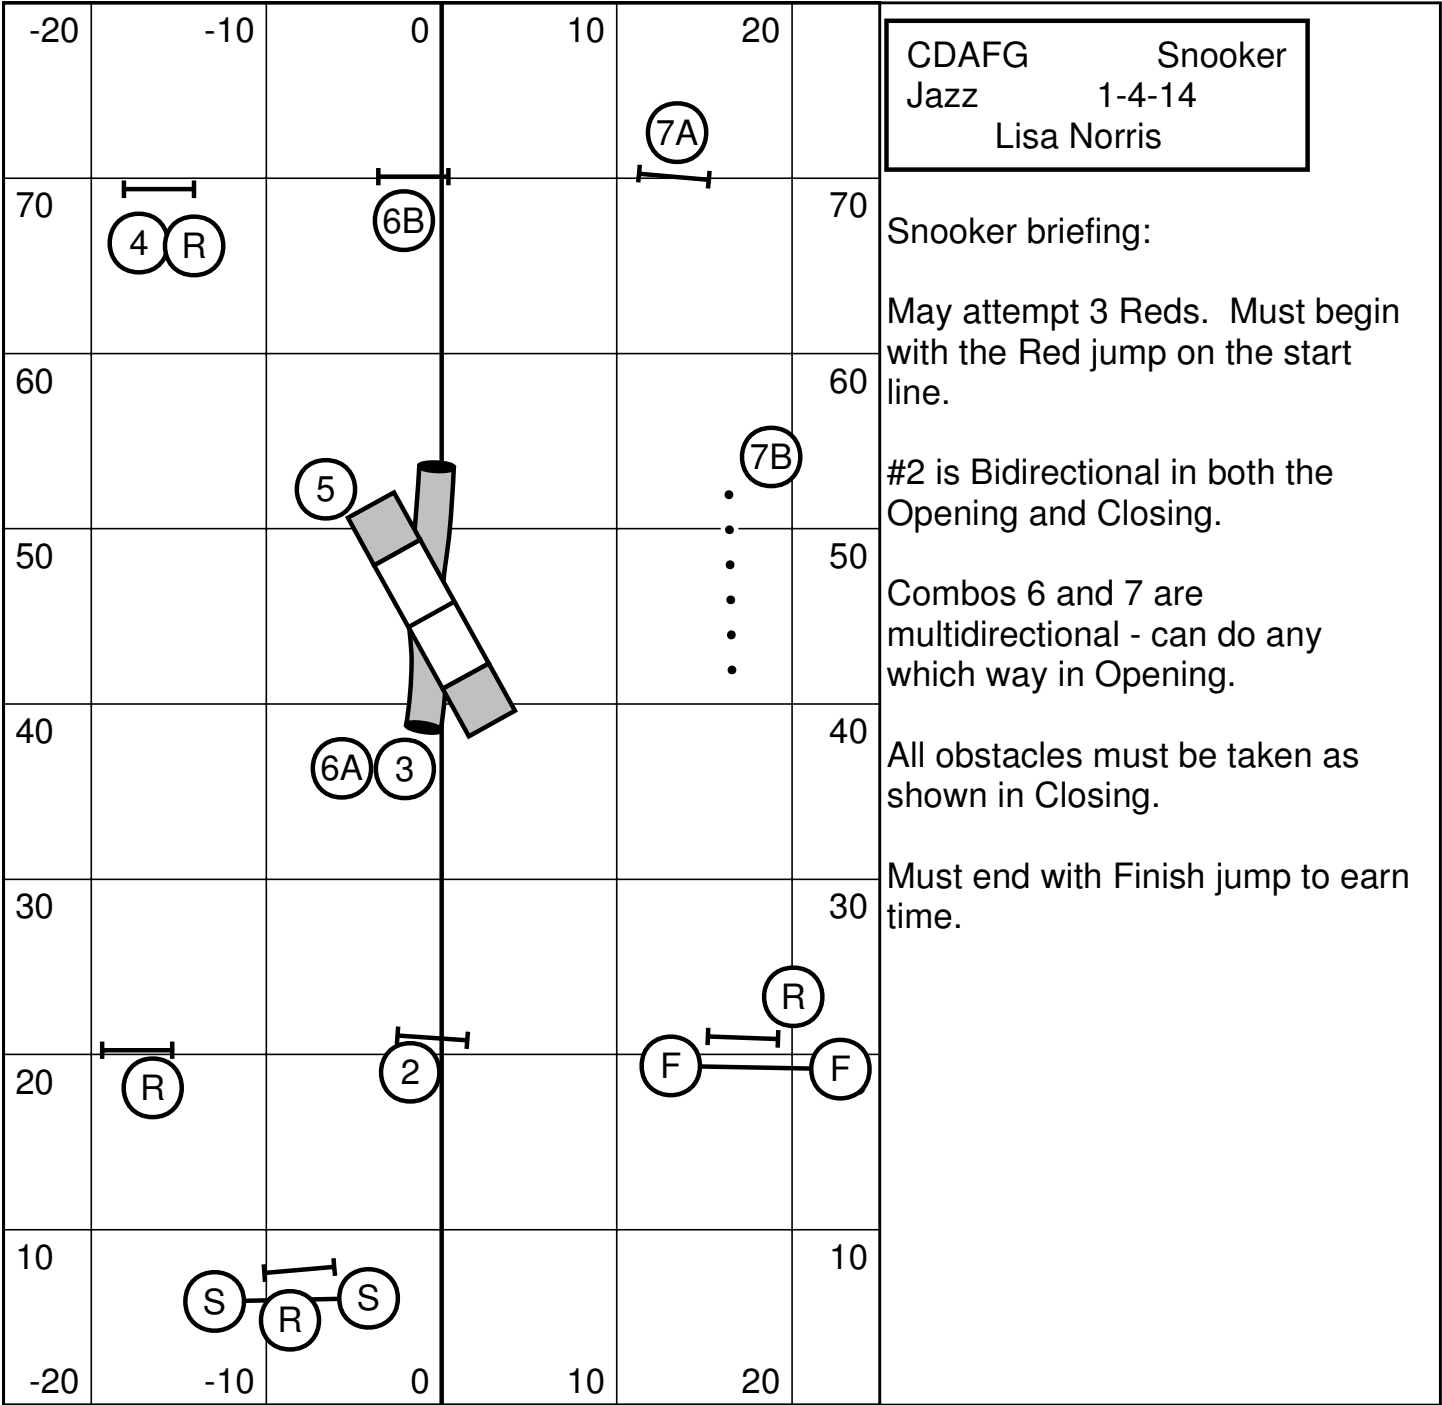 -20 -10 0 10 20
CDAFG Snooker
Jazz 1-4-14
Lisa Norris
7A
70 70
6B
4 R
Snooker briefing:
May attempt 3 Reds. Must begin
with the Red jump on the start
line.
60 60
7B
5
#2 is Bidirectional in both the
Opening and Closing.
50 50
Combos 6 and 7 are
multidirectional - can do any
which way in Opening.
40 40
6A 3
All obstacles must be taken as
shown in Closing.
Must end with Finish jump to earn
time.
30 30
R
F F
2
R
20
10 10
S R S
-20 -10 0 10 20